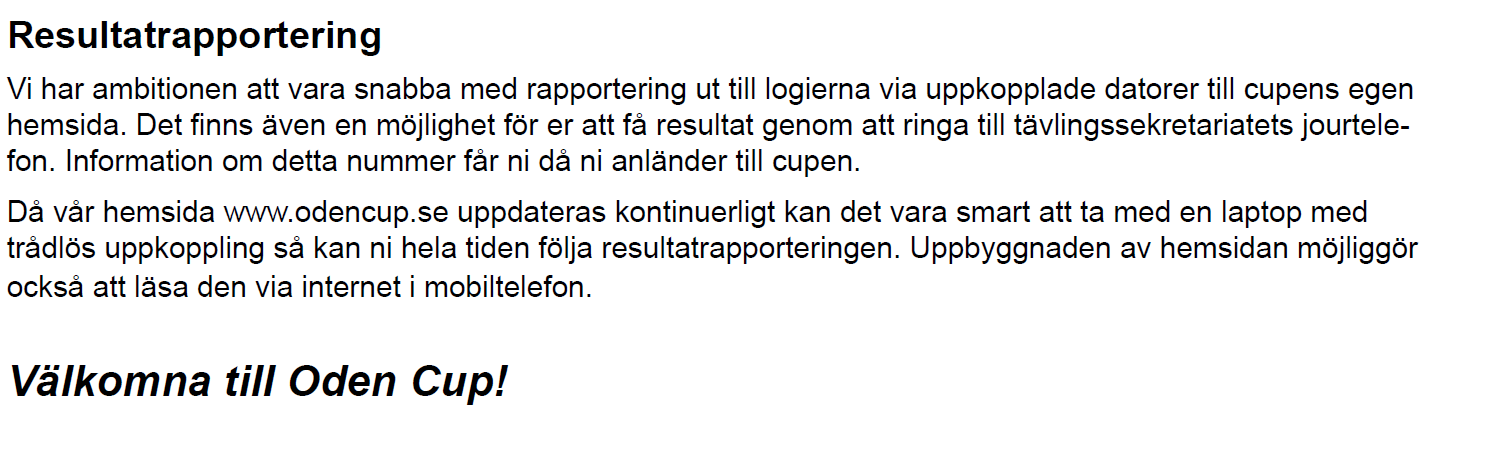 Resultatrapportering
Vi har ambitionen att vara snabba med rapportering ut till logierna via uppkopplade datorer till cupens egen
hemsida. Det finns även en möjlighet för er att få resultat genom att ringa till tävlingssekretariatets jourtele-
fon. Information om detta nummer får ni då ni anländer till cupen.
Då vår hemsida www.odencup.se uppdateras kontinuerligt kan det vara smart att ta med en laptop med
trådlös uppkoppling så kan ni hela tiden följa resultatrapporteringen. Uppbyggnaden av hemsidan möjliggör
också att läsa den via internet i mobiltelefon.
Välkomna till Oden Cup!